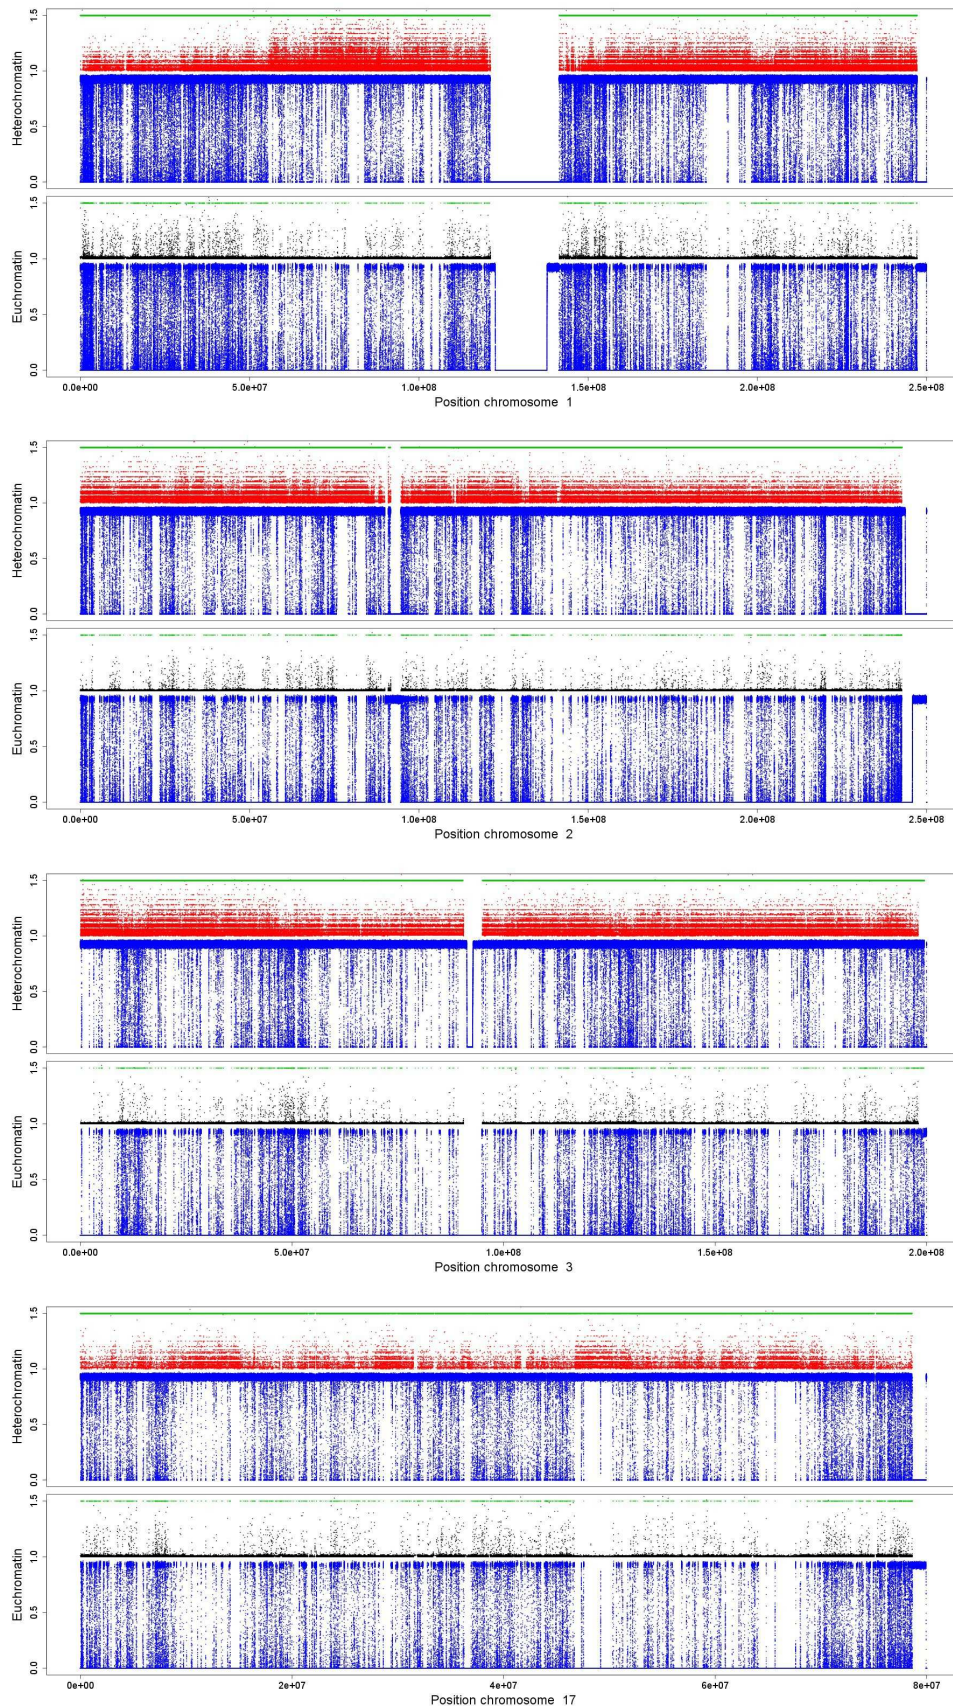 1.5
1.0
0.5
0.0
Heterochromatin
1.5
1.0
0.5
0.0
Euchromatin
0.0e+00 5.0e+07 1.0e+08 1.5e+08 2.0e+08 2.5e+08
Position chromosome 1
1.5
1.0
0.5
0.0
Heterochromatin
1.5
1.0
0.5
0.0
Euchromatin
0.0e+00 5.0e+07 1.0e+08 1.5e+08 2.0e+08 2.5e+08
Position chromosome 2
1.5
1.0
0.5
0.0
Heterochromatin
1.5
1.0
0.5
0.0
Euchromatin
0.0e+00 5.0e+07 1.0e+08 1.5e+08 2.0e+08
Position chromosome 3
1.5
1.0
0.5
0.0
Heterochromatin
1.5
1.0
0.5
0.0
Euchromatin
0e+00 2e+07 4e+07 6e+07 8e+07
Position chromosome 17